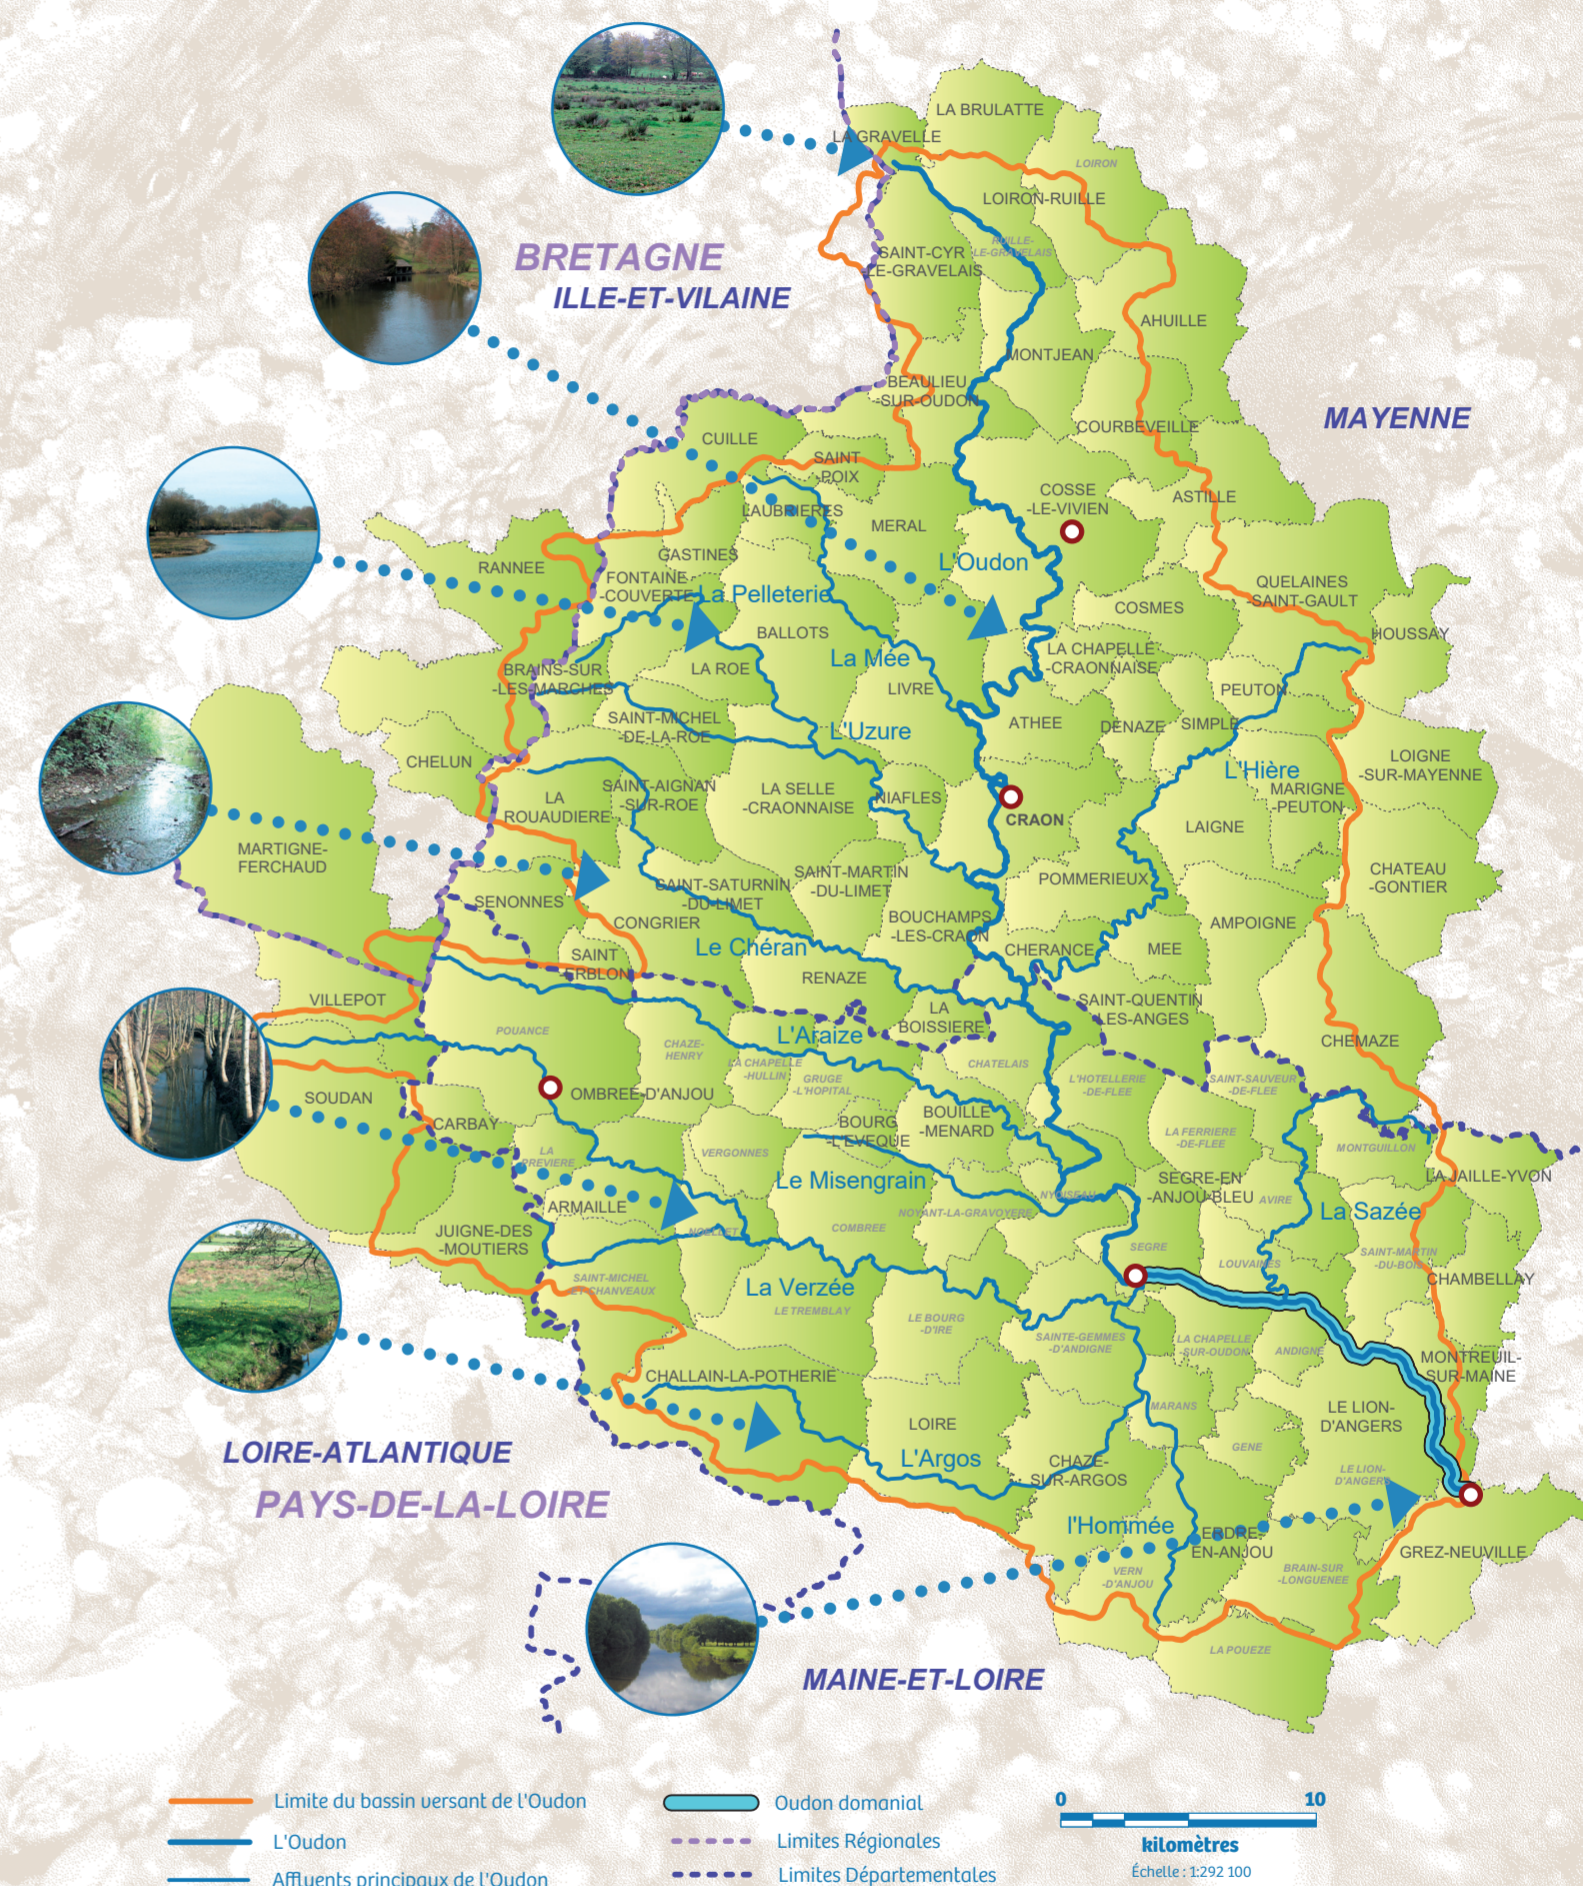 LA BRULATTE
LA GRAVELLE
LOIRON
LOIRON-RUILLE
BRETAGNE
ILLE-ET-VILAINE
SAINT-CYR
-LE-GRAVELAIS
RUILLE-
LE-GRAVELAIS
AHUILLE
MONTJEAN
BEAULIEU
-SUR-OUDON
MAYENNE
COURBEVEILLE
CUILLE
SAINT
-POIX
COSSE
-LE-VIVIEN
ASTILLE
LAUBRIERES
MERAL
GASTINES
L'Oudon
RANNEE
FONTAINE
-COUVERTE
La Pelleterie
QUELAINES
-SAINT-GAULT
COSMES
BALLOTS
HOUSSAY
La Mée
LA CHAPELLE
-CRAONNAISE
BRAINS-SUR
-LES-MARCHES
LA ROE
LIVRE
PEUTON
SAINT-MICHEL
-DE-LA-ROE
L'Uzure
ATHEE
DENAZE
SIMPLE
CHELUN
L'Hière
LOIGNE
-SUR-MAYENNE
LA
ROUAUDIERE
SAINT-AIGNAN
-SUR-ROE
LA SELLE
-CRAONNAISE
NIAFLES
MARIGNE
-PEUTON
CRAON
LAIGNE
MARTIGNE-
FERCHAUD
SAINT-SATURNIN
-DU-LIMET
SAINT-MARTIN
-DU-LIMET
POMMERIEUX
CHATEAU
-GONTIER
SENONNES
CONGRIER
BOUCHAMPS
-LES-CRAON
AMPOIGNE
Le Chéran
CHERANCE
MEE
SAINT
ERBLON
RENAZE
VILLEPOT
LA
BOISSIERE
SAINT-QUENTIN
-LES-ANGES
POUANCE
L'Araize
CHAZE-
HENRY
LA CHAPELLE
-HULLIN
GRUGE
-L'HOPITAL
CHATELAIS
CHEMAZE
L'HOTELLERIE
-DE-FLEE
SAINT-SAUVEUR
-DE-FLEE
SOUDAN
OMBREE-D'ANJOU
CARBAY
BOURG
-L'EVEQUE
BOUILLE
-MENARD
LA FERRIERE
-DE-FLEE
MONTGUILLON
LA
PREVIERE
VERGONNES
LA JAILLE-YVON
Le Misengrain
SEGRE-EN
-ANJOU-BLEU
AVIRE
NYOISEAU
ARMAILLE
NOYANT-LA-GRAVOYERE
La Sazée
NOELLET
COMBREE
JUIGNE-DES
-MOUTIERS
SEGRE
LOUVAINES
SAINT-MARTIN
-DU-BOIS
CHAMBELLAY
SAINT-MICHEL
-ET-CHANVEAUX
La Verzée
LE TREMBLAY
LE BOURG
-D'IRE
SAINTE-GEMMES
-D'ANDIGNE
LA CHAPELLE
-SUR-OUDON
ANDIGNE
MONTREUIL-
SUR-MAINE
CHALLAIN-LA-POTHERIE
MARANS
LE LION-
D'ANGERS
LOIRE
GENE
LOIRE-ATLANTIQUE
L'Argos
CHAZE-
SUR-ARGOS
LE LION-
D'ANGERS
PAYS-DE-LA-LOIRE
l'Hommée
ERDRE-
EN-ANJOU
GREZ-NEUVILLE
VERN
-D'ANJOU
BRAIN-SUR
-LONGUENEE
LA POUEZE
MAINE-ET-LOIRE
Limite du bassin versant de l'Oudon
L'Oudon
Affluents principaux de l'Oudon
Oudon domanial
Limites Régionales
Limites Départementales
0 10
kilomètres
Échelle : 1:292 100